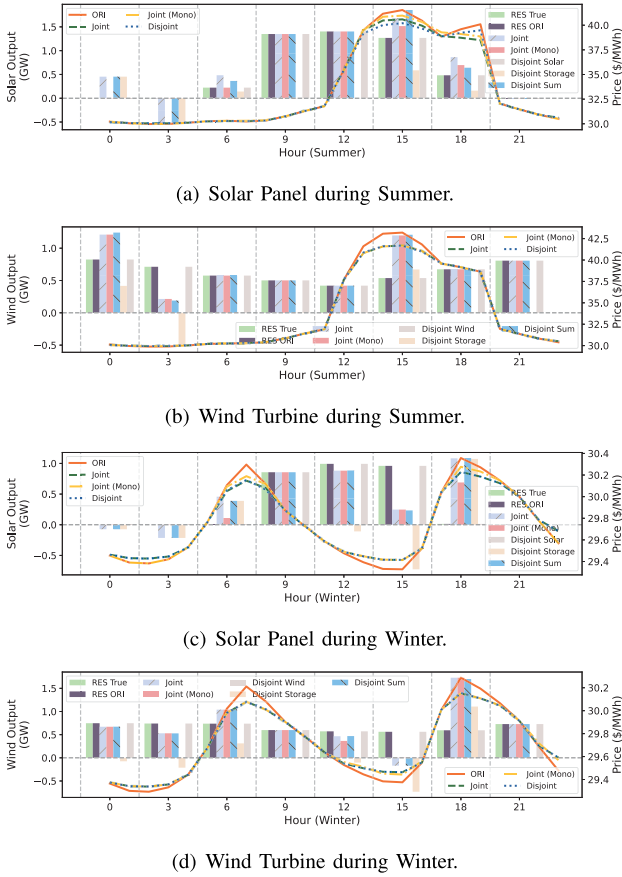 ORI
Joint
Joint (Mono)
Disjoint
RES True
RES ORI
Joint
Joint (Mono)
Disjoint Solar
Disjoint Storage
Disjoint Sum
Solar Output
(GW)
1.5
1.0
0.5
0.0
−0.5
Price ($/MWh)
40.0
37.5
35.0
32.5
30.0
0 3 6 9 12 15 18 21
Hour (Summer)
(a) Solar Panel during Summer.
ORI
Joint
Joint (Mono)
Disjoint
Wind Output
(GW)
1.0
0.5
0.0
−0.5
Price ($/MWh)
42.5
40.0
37.5
35.0
32.5
30.0
RES True
RES ORI
Joint
Joint (Mono)
Disjoint Wind
Disjoint Storage
Disjoint Sum
0 3 6 9 12 15 18 21
Hour (Summer)
(b) Wind Turbine during Summer.
ORI
Joint
Joint (Mono)
Disjoint
Solar Output
(GW)
1.0
0.5
0.0
−0.5
Price ($/MWh)
30.4
30.2
30.0
29.8
29.6
29.4
RES True
RES ORI
Joint
Joint (Mono)
Disjoint Solar
Disjoint Storage
Disjoint Sum
0 3 6 9 12 15 18 21
Hour (Winter)
(c) Solar Panel during Winter.
RES True
RES ORI
Joint
Joint (Mono)
Disjoint Wind
Disjoint Storage
Disjoint Sum
Wind Output
(GW)
1.5
1.0
0.5
0.0
−0.5
Price ($/MWh)
30.2
30.0
29.8
29.6
29.4
ORI
Joint
Joint (Mono)
Disjoint
0 3 6 9 12 15 18 21
Hour (Winter)
(d) Wind Turbine during Winter.